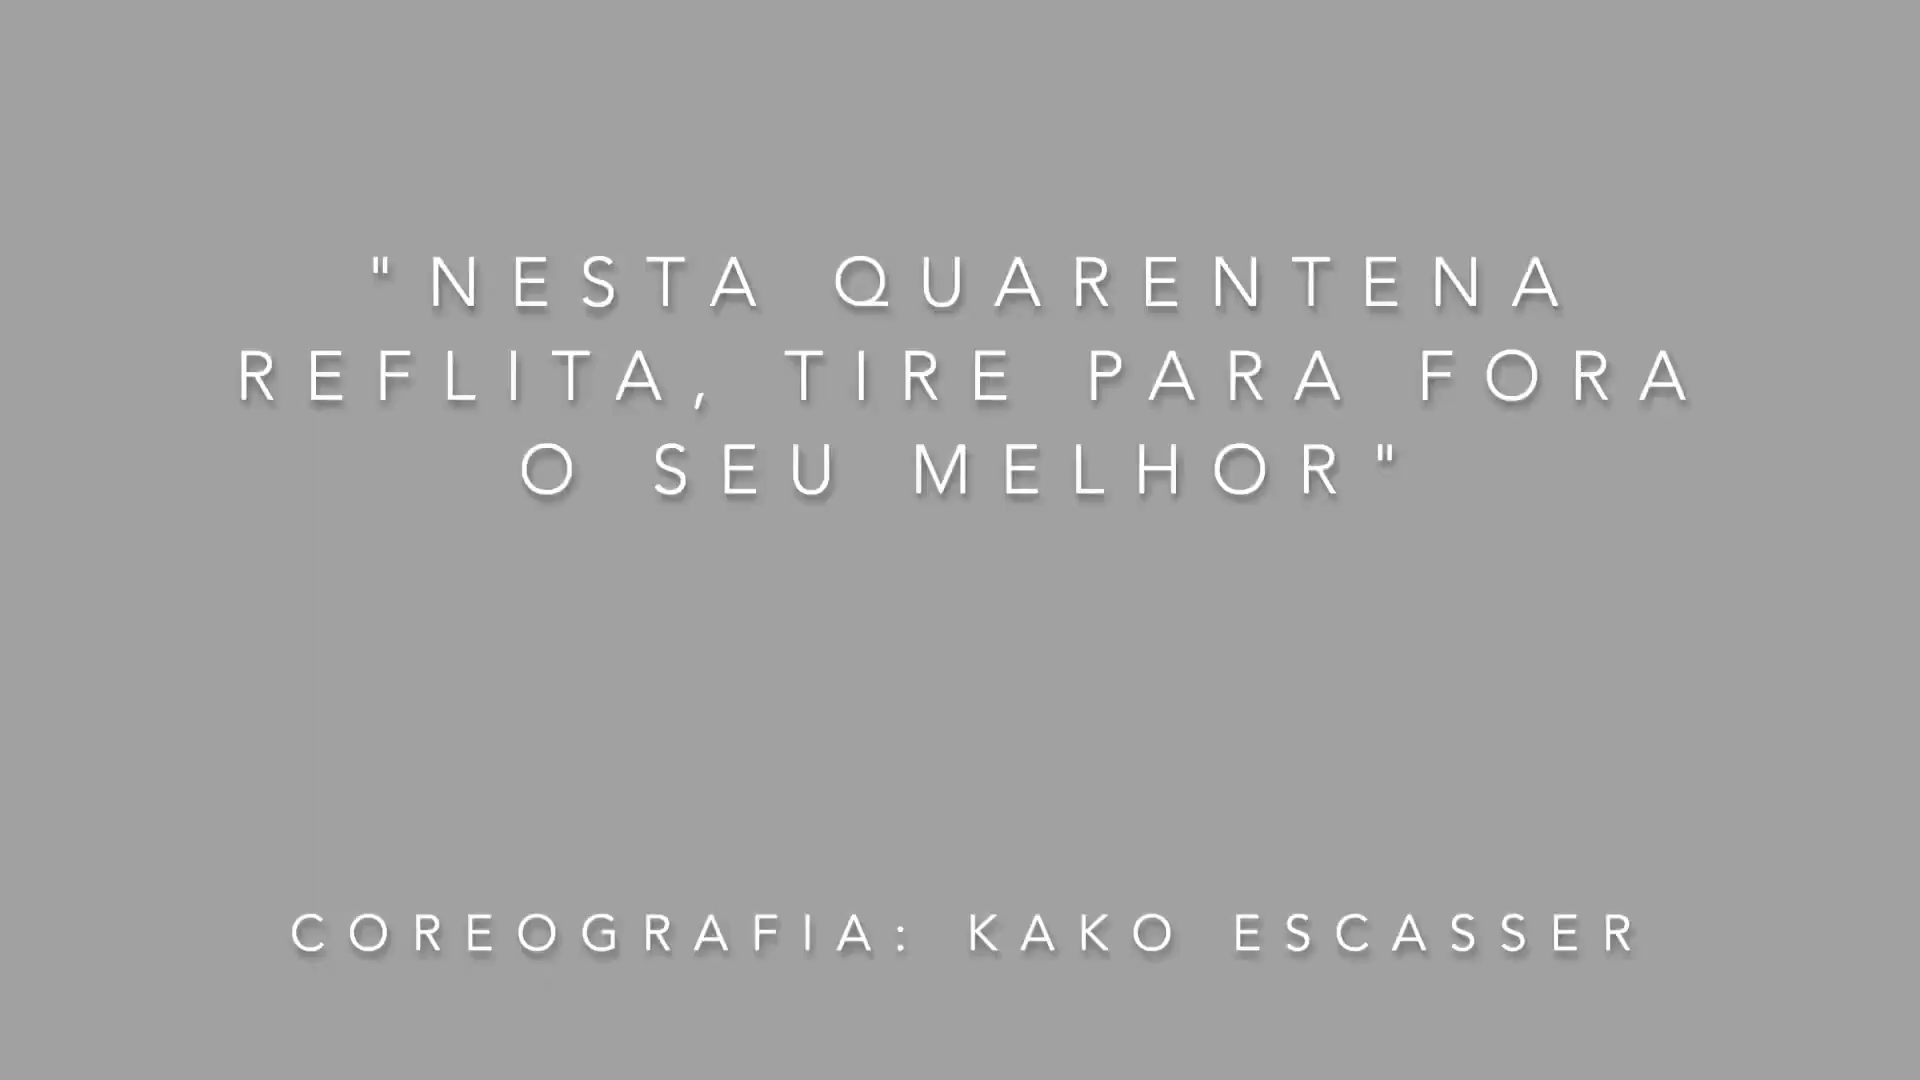 "NESTA QUARENTENA
REFLITA, TIRE PARA FORA
O SEU MELHOR"
COREOGRAFIA: KAKO ESCASSER